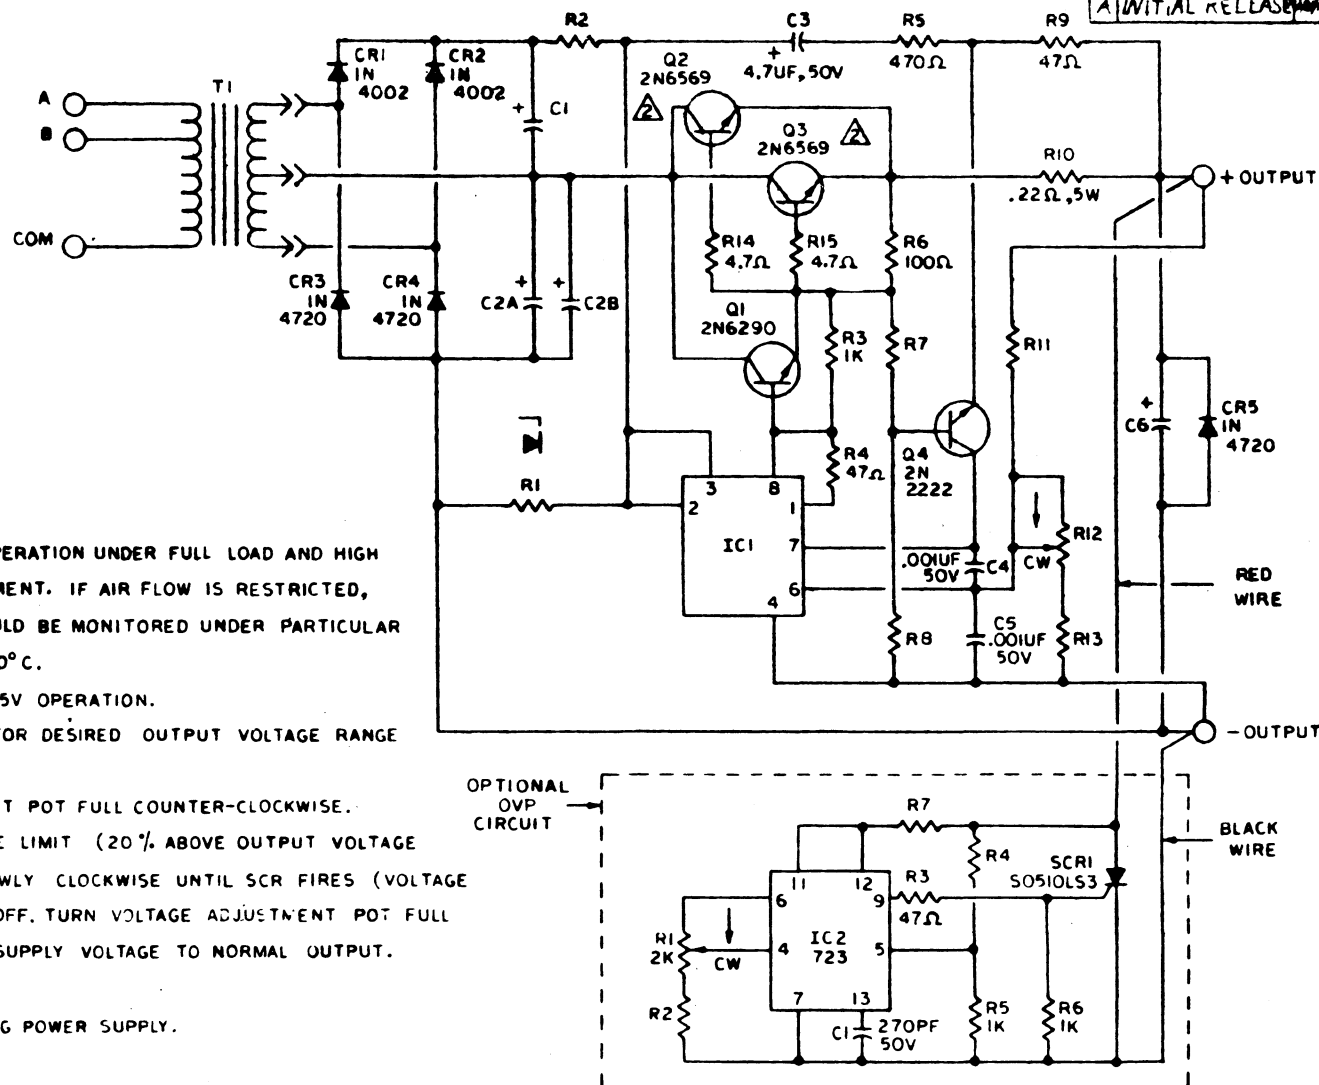 A INITIAL RELEASE
R2
C3
+
4.7UF, 50V
R5
470Ω
R9
47Ω
CR1
IN
4002
CR2
IN
4002
Q2
2N6569
2
T1
A
B
COM
+ C1
Q3
2N6569
2
R10
.22Ω, 5W
+ OUTPUT
R14
4.7Ω
R15
4.7Ω
R6
100Ω
CR3
IN
4720
CR4
IN
4720
+
C2A
+
C2B
Q1
2N6290
R3
1K
R7
R11
+
C6
CR5
IN
4720
R4
47Ω
Q4
2N
2222
R1
3
8
2
1
IC1
7
6
4
.001UF
50V
C4
CW
R12
C5
.001UF
50V
R8
R13
RED
WIRE
PERATION UNDER FULL LOAD AND HIGH
MENT. IF AIR FLOW IS RESTRICTED,
ULD BE MONITORED UNDER PARTICULAR
0°C.
5V OPERATION.
FOR DESIRED OUTPUT VOLTAGE RANGE
- OUTPUT
T POT FULL COUNTER-CLOCKWISE.
E LIMIT (20% ABOVE OUTPUT VOLTAGE
WLY CLOCKWISE UNTIL SCR FIRES (VOLTAGE
OFF. TURN VOLTAGE ADJUSTMENT POT FULL
SUPPLY VOLTAGE TO NORMAL OUTPUT.
G POWER SUPPLY.
OPTIONAL
OVP
CIRCUIT
R7
R4
SCR1
S0510LS3
BLACK
WIRE
11
12
6
9
R3
47Ω
R1
2K
CW
4
IC2
723
5
R2
7
13
C1
270PF
50V
R5
1K
R6
1K